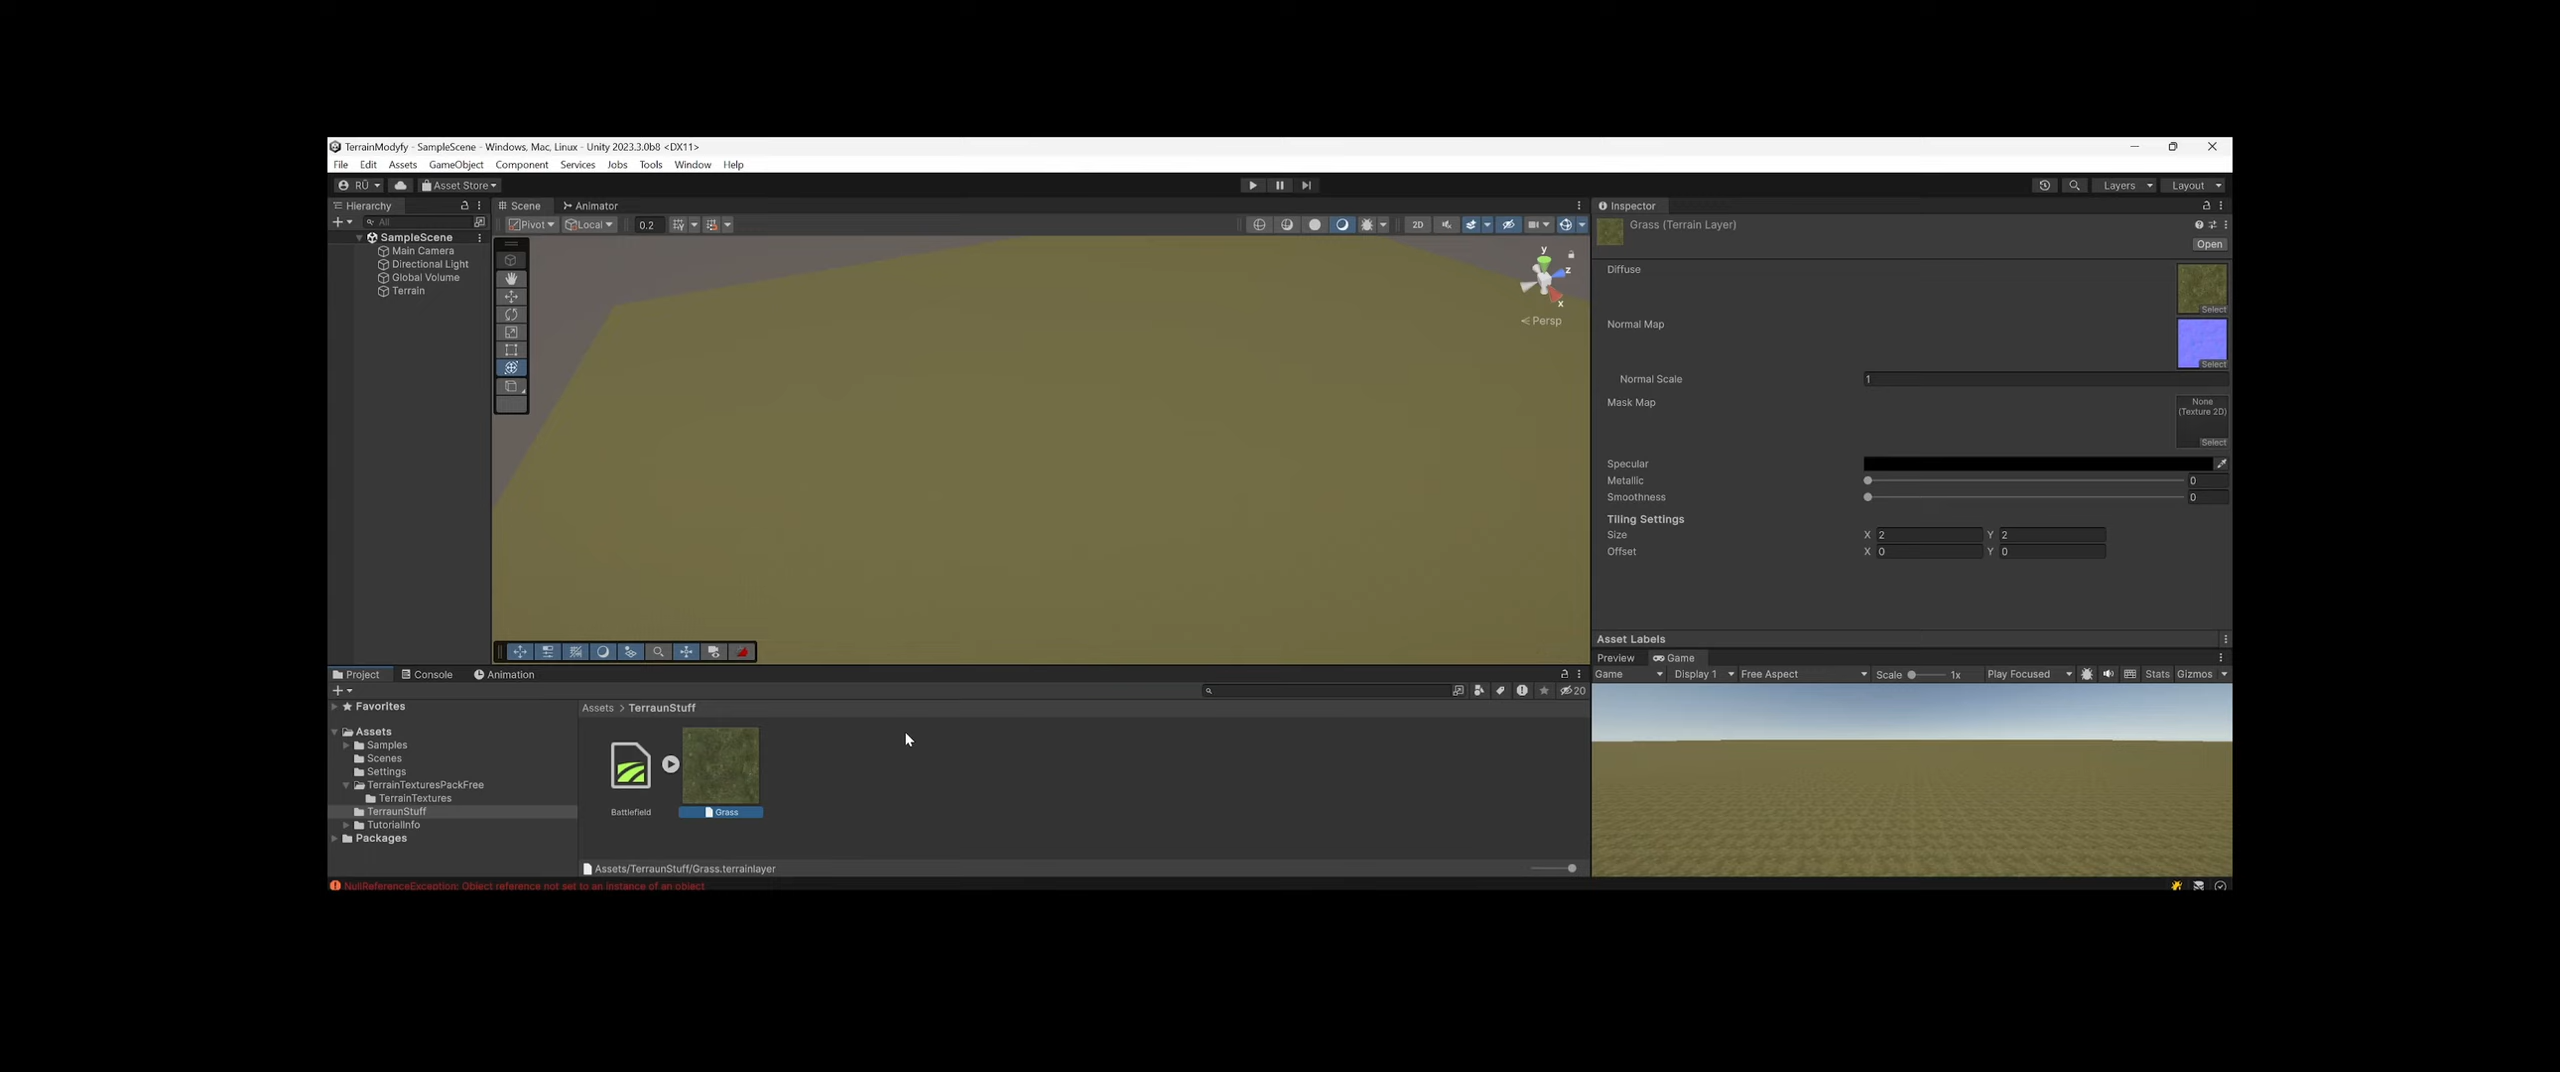 TerrainModyfy - SampleScene - Windows, Mac, Linux - Unity 2023.3.0b8 <DX11>
File Edit Assets GameObject Component Services Jobs Tools Window Help
RÜ Asset Store Layers Layout
Hierarchy
All
SampleScene
Main Camera
Directional Light
Global Volume
Terrain
Scene Animator
Pivot Local 0.2 2D
y
z
x
Persp
Inspector
Grass (Terrain Layer)
Open
Diffuse
Select
Normal Map
Select
Normal Scale 1
Mask Map
None
(Texture 2D)
Select
Specular
Metallic 0
Smoothness 0
Tiling Settings
Size X 2 Y 2
Offset X 0 Y 0
Asset Labels
Preview Game
Game Display 1 Free Aspect Scale 1x Play Focused Stats Gizmos
Project Console Animation
20
Favorites
Assets
Samples
Scenes
Settings
TerrainTexturesPackFree
TerrainTextures
TerraunStuff
TutorialInfo
Packages
Assets > TerraunStuff
Battlefield
Grass
Assets/TerraunStuff/Grass.terrainlayer
NullReferenceException: Object reference not set to an instance of an object